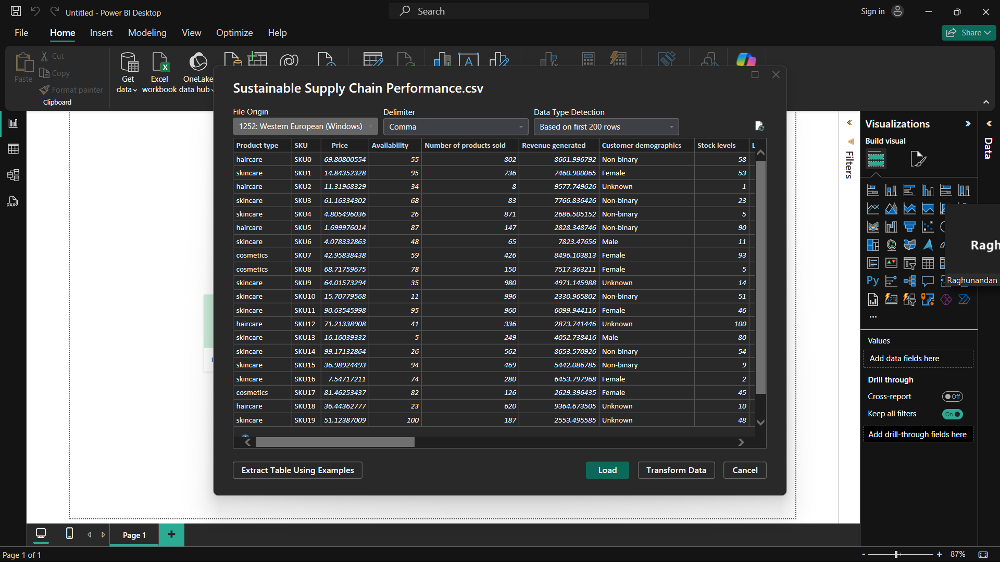 Untitled - Power BI Desktop
Search
Sign in
File Home Insert Modeling View Optimize Help
Share
Paste
Cut
Copy
Format painter
Clipboard
Get data
Excel workbook
OneLake data hub
Sustainable Supply Chain Performance.csv
File Origin Delimiter Data Type Detection
1252: Western European (Windows) Comma Based on first 200 rows
Product type SKU Price Availability Number of products sold Revenue generated Customer demographics Stock levels L
haircare SKU0 69.80800554 55 802 8661.996792 Non-binary 58
skincare SKU1 14.84352328 95 736 7460.900065 Female 53
haircare SKU2 11.31968329 34 8 9577.749626 Unknown 1
skincare SKU3 61.16334302 68 83 7766.836426 Non-binary 23
skincare SKU4 4.805496036 26 871 2686.505152 Non-binary 5
haircare SKU5 1.699976014 87 147 2828.348746 Non-binary 90
skincare SKU6 4.078332863 48 65 7823.47656 Male 11
cosmetics SKU7 42.95838438 59 426 8496.103813 Female 93
cosmetics SKU8 68.71759675 78 150 7517.363211 Female 5
skincare SKU9 64.01573294 35 980 4971.145988 Unknown 14
skincare SKU10 15.70779568 11 996 2330.965802 Non-binary 51
skincare SKU11 90.63545998 95 960 6099.944116 Female 46
haircare SKU12 71.21338908 41 336 2873.741446 Unknown 100
skincare SKU13 16.16039332 5 249 4052.738416 Male 80
skincare SKU14 99.17132864 26 562 8653.570926 Non-binary 54
skincare SKU15 36.98924493 94 469 5442.086785 Non-binary 9
skincare SKU16 7.54717211 74 280 6453.797968 Female 2
cosmetics SKU17 81.46253437 82 126 2629.396435 Female 45
haircare SKU18 36.44362777 23 620 9364.673505 Unknown 10
skincare SKU19 51.12387009 100 187 2553.495585 Unknown 48
Extract Table Using Examples Load Transform Data Cancel
Filters
Visualizations
Build visual
Py
123
Ragh
Raghunandan
Values
Add data fields here
Drill through
Cross-report Off
Keep all filters On
Add drill-through fields here
Data
DAX
Page 1
Page 1 of 1
- + 87%